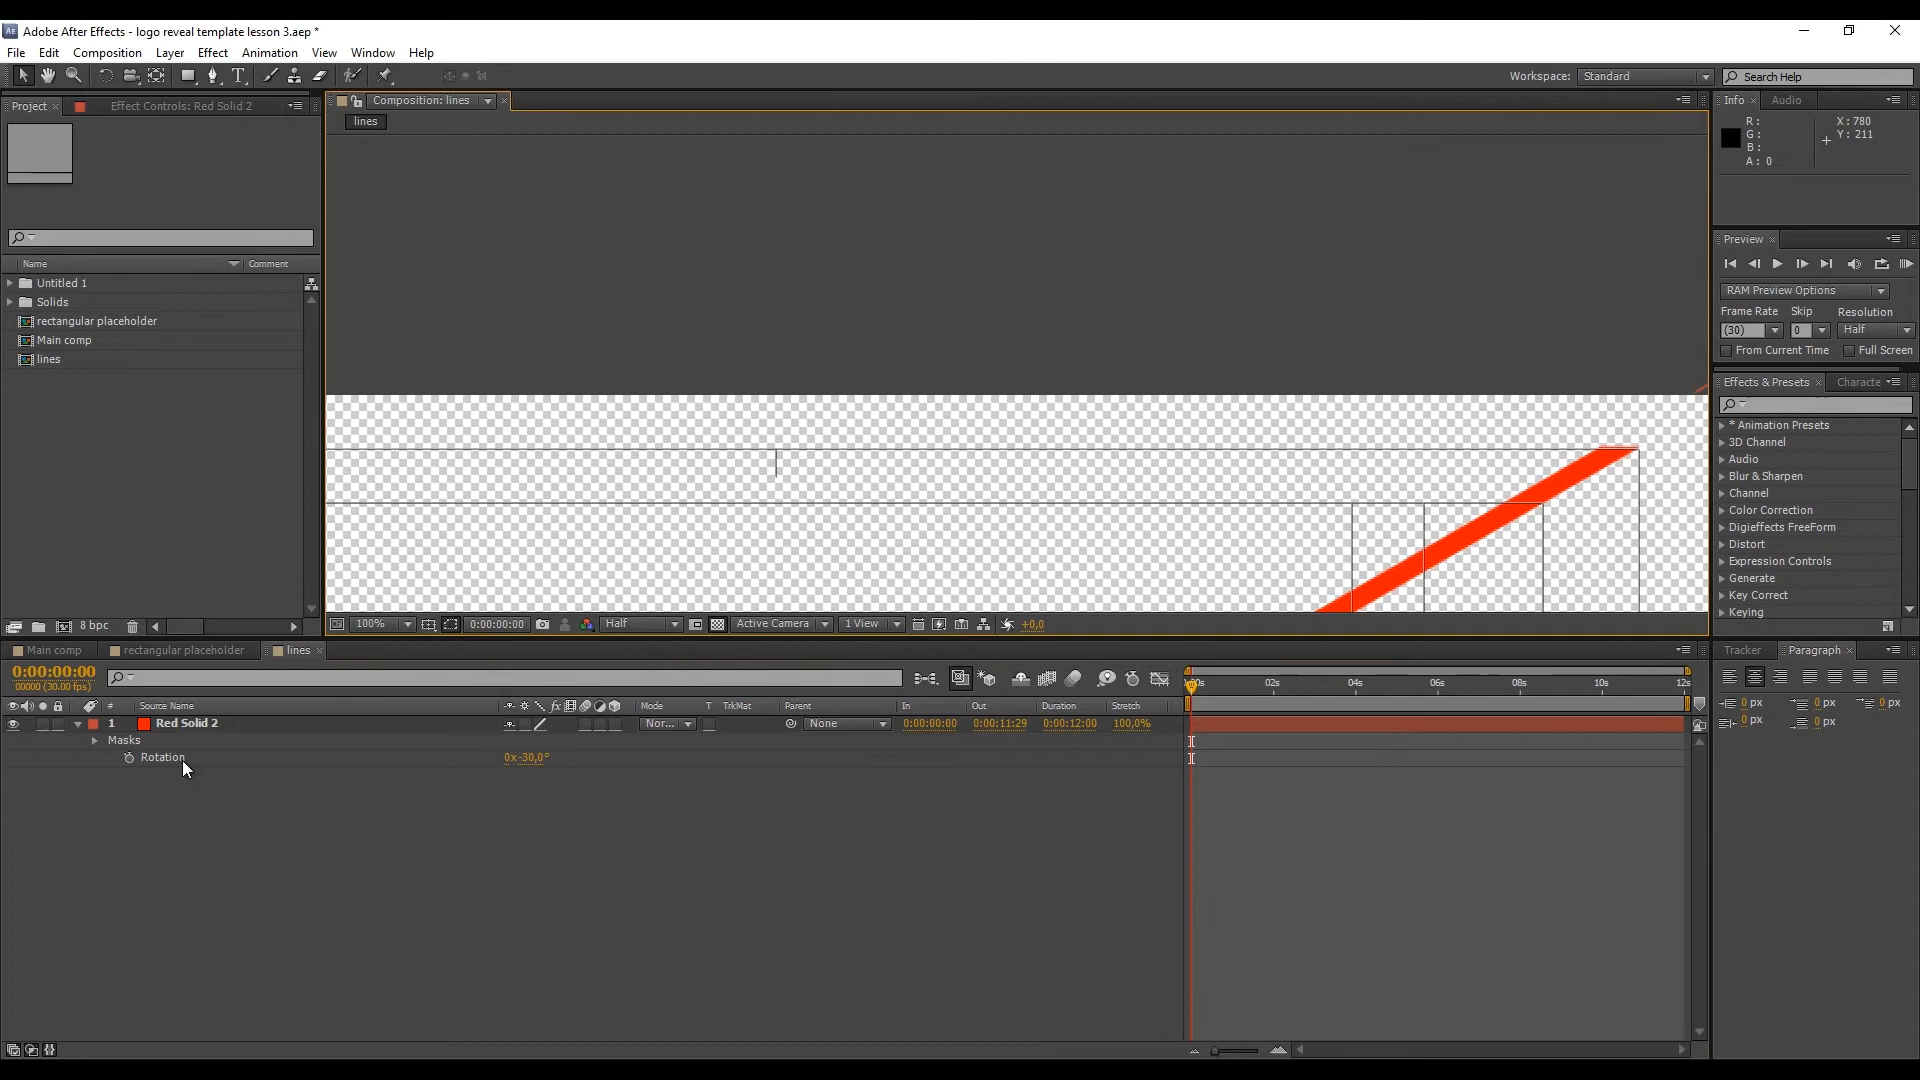 Adobe After Effects - logo reveal template lesson 3.aep *
File Edit Composition Layer Effect Animation View Window Help
Workspace: Standard Search Help
Project × Effect Controls: Red Solid 2
Composition: lines ×
Info × Audio
lines
R: X: 780
G: Y: 211
B:
A: 0
Preview ×
Name Comment
Untitled 1
Solids
rectangular placeholder
Main comp
lines
RAM Preview Options
Frame Rate Skip Resolution
(30) 0 Half
From Current Time Full Screen
Effects & Presets × Characte
* Animation Presets
3D Channel
Audio
Blur & Sharpen
Channel
Color Correction
Digieffects FreeForm
Distort
Expression Controls
Generate
Key Correct
Keying
8 bpc
100% 0:00:00:00 Half Active Camera 1 View +0,0
Main comp rectangular placeholder lines ×
Tracker Paragraph ×
0:00:00:00
00000 (30.00 fps)
02s 04s 06s 08s 10s 12s
# Source Name Mode T TrkMat Parent In Out Duration Stretch
1 Red Solid 2 Nor... None 0:00:00:00 0:00:11:29 0:00:12:00 100,0%
Masks
Rotation 0x-30,0°
0 px 0 px 0 px
0 px 0 px